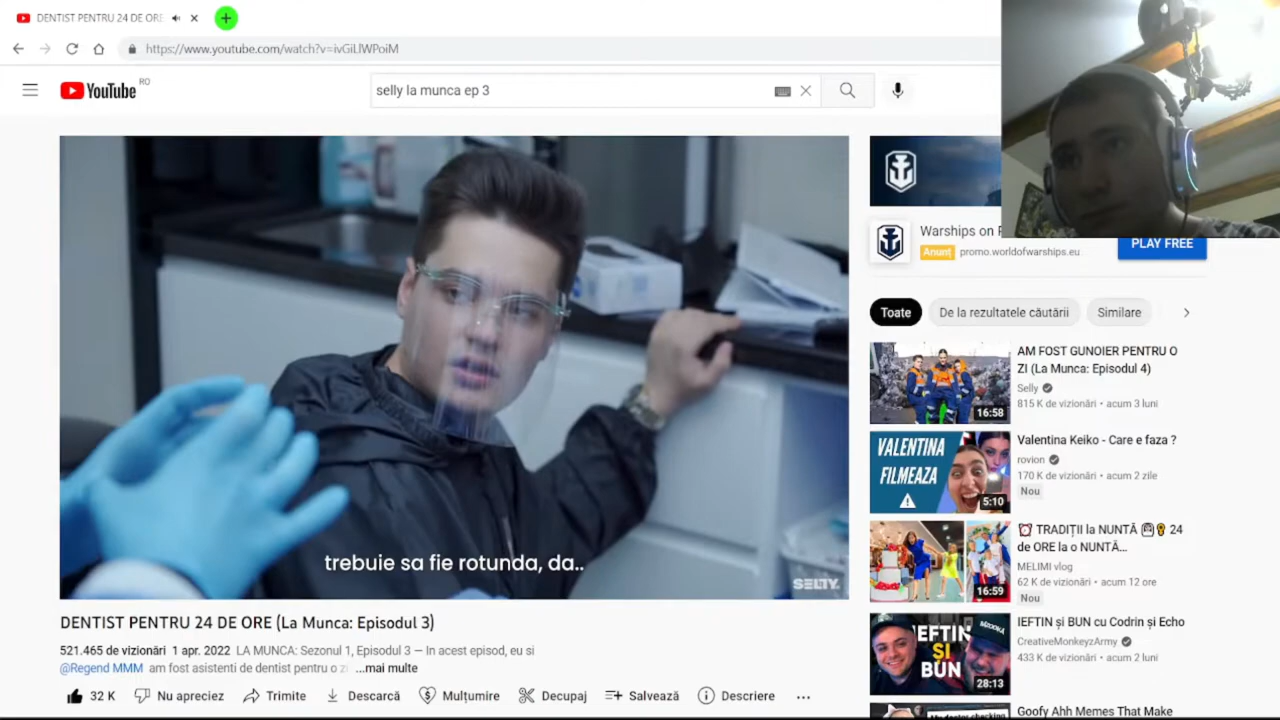 DENTIST PENTRU 24 DE ORE
https://www.youtube.com/watch?v=ivGiLlWPoiM
YouTube RO
selly la munca ep 3
trebuie sa fie rotunda, da..
SELTY.
DENTIST PENTRU 24 DE ORE (La Munca: Episodul 3)
521.465 de vizionări LA MUNCA: Sezonul 1, Episodul 3 – In acest episod, eu si
@Regend MMM am fost asistenti de dentist pentru o zi ...mai multe
32 K Nu apreciez Descarcă Mulțumire Decupaj Salvează Descriere
Warships on
Anunț promo.worldofwarships.eu
PLAY FREE
Toate De la rezultatele căutării Similare
AM FOST GUNOIER PENTRU O
ZI (La Munca: Episodul 4)
Selly
815 K de vizionări • acum 3 luni
16:58
VALENTINA
FILMEAZA
5:10
Valentina Keiko - Care e faza ?
rovion
170 K de vizionări • acum 2 zile
Nou
16:59
TRADIȚII la NUNTĂ 24
de ORE la o NUNTĂ...
MELIMI vlog
62 K de vizionări • acum 12 ore
Nou
IEFTIN
ȘI
BUN
28:13
IEFTIN și BUN cu Codrin și Echo
CreativeMonkeyzArmy
433 K de vizionări • acum 2 luni
Goofy Ahh Memes That Make